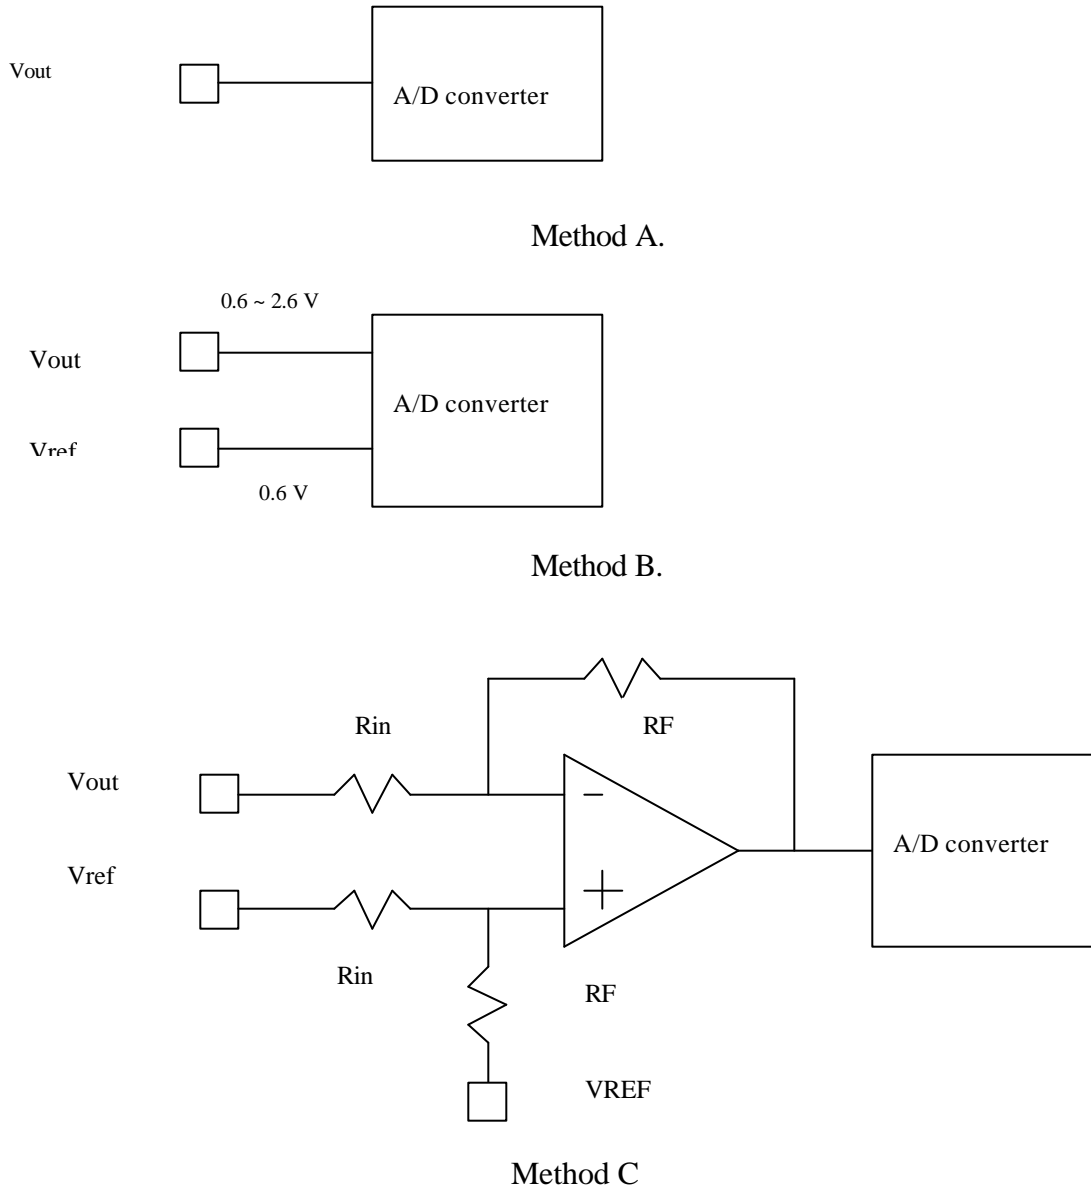 Vout
A/D converter
Method A.
0.6 ~ 2.6 V
Vout
A/D converter
Vref
0.6 V
Method B.
Rin
RF
Vout
A/D converter
Vref
Rin
RF
VREF
Method C